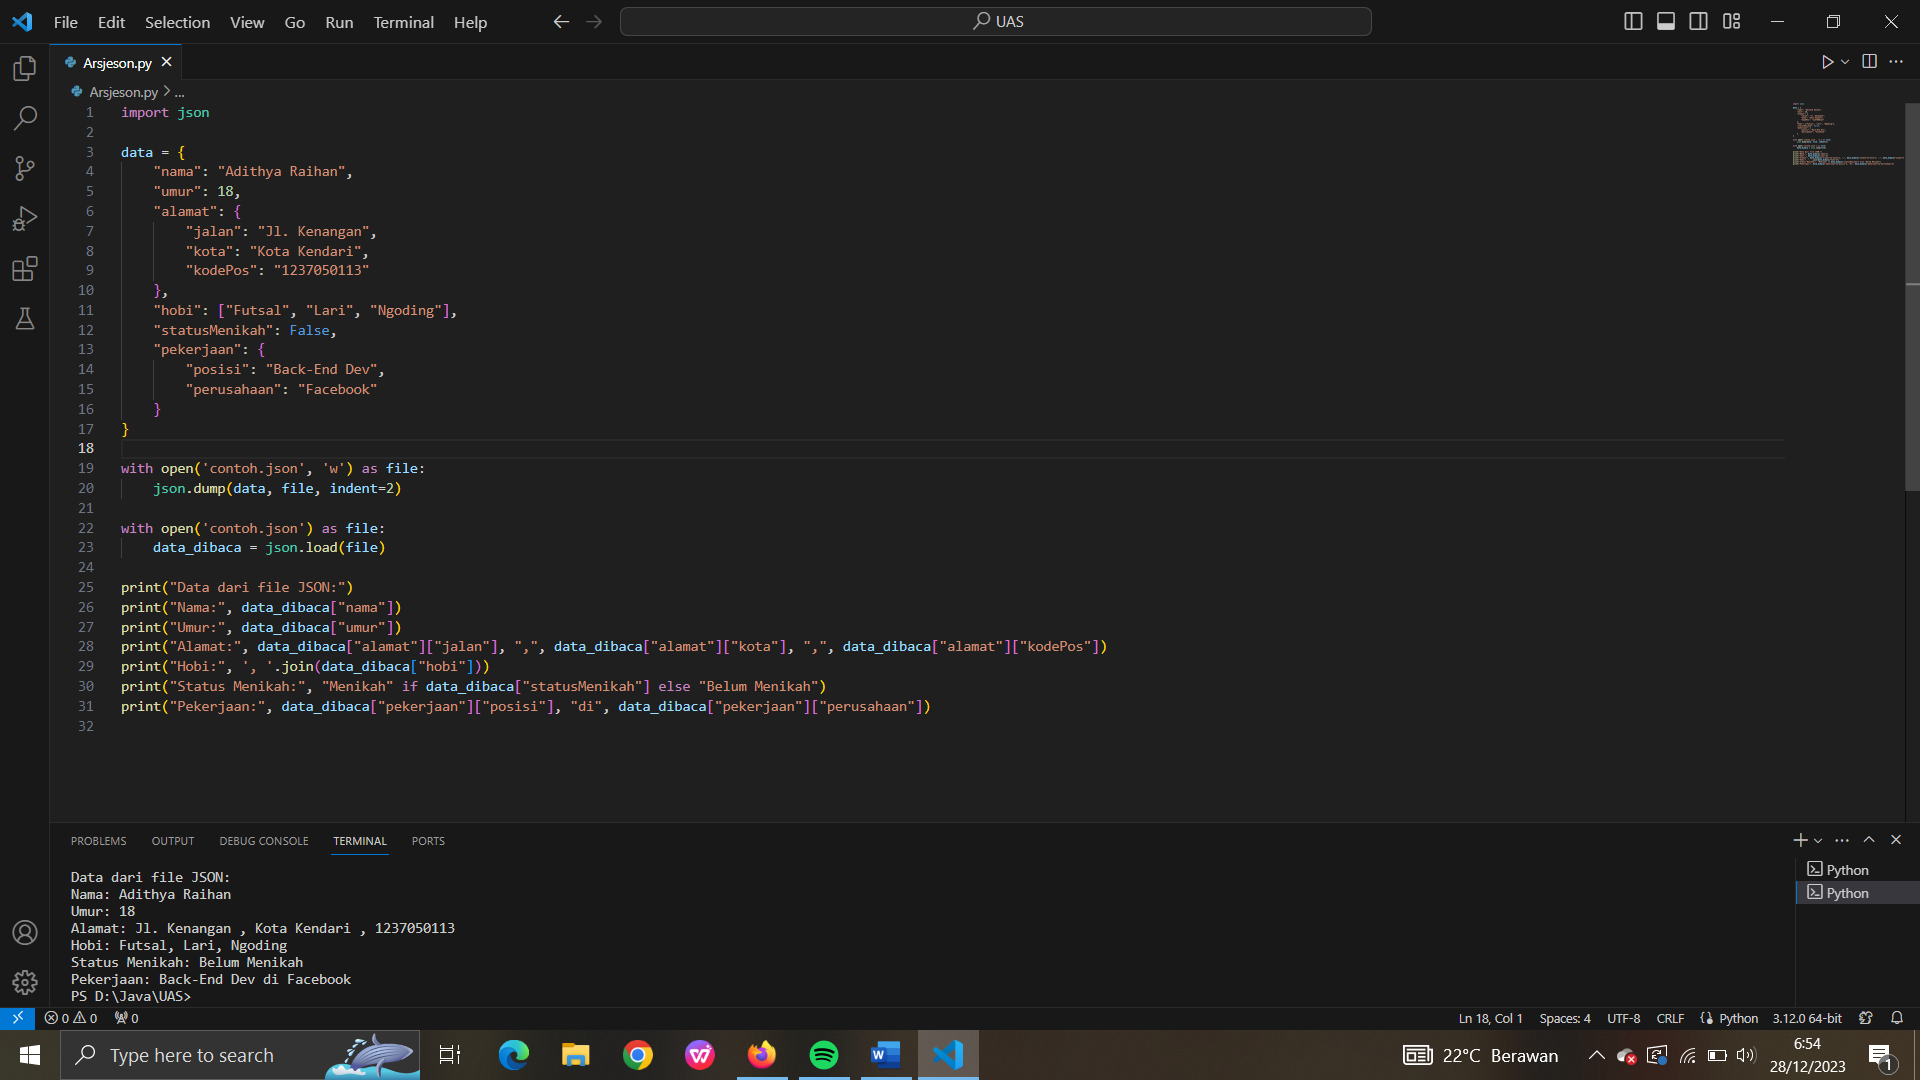 File Edit Selection View Go Run Terminal Help
UAS
Arsjeson.py
Arsjeson.py > ...
1 import json
2
3 data = {
4     "nama": "Adithya Raihan",
5     "umur": 18,
6     "alamat": {
7         "jalan": "Jl. Kenangan",
8         "kota": "Kota Kendari",
9         "kodePos": "1237050113"
10     },
11     "hobi": ["Futsal", "Lari", "Ngoding"],
12     "statusMenikah": False,
13     "pekerjaan": {
14         "posisi": "Back-End Dev",
15         "perusahaan": "Facebook"
16     }
17 }
18
19 with open('contoh.json', 'w') as file:
20     json.dump(data, file, indent=2)
21
22 with open('contoh.json') as file:
23     data_dibaca = json.load(file)
24
25 print("Data dari file JSON:")
26 print("Nama:", data_dibaca["nama"])
27 print("Umur:", data_dibaca["umur"])
28 print("Alamat:", data_dibaca["alamat"]["jalan"], ",", data_dibaca["alamat"]["kota"], ",", data_dibaca["alamat"]["kodePos"])
29 print("Hobi:", ', '.join(data_dibaca["hobi"]))
30 print("Status Menikah:", "Menikah" if data_dibaca["statusMenikah"] else "Belum Menikah")
31 print("Pekerjaan:", data_dibaca["pekerjaan"]["posisi"], "di", data_dibaca["pekerjaan"]["perusahaan"])
32
PROBLEMS OUTPUT DEBUG CONSOLE TERMINAL PORTS
Data dari file JSON:
Nama: Adithya Raihan
Umur: 18
Alamat: Jl. Kenangan , Kota Kendari , 1237050113
Hobi: Futsal, Lari, Ngoding
Status Menikah: Belum Menikah
Pekerjaan: Back-End Dev di Facebook
PS D:\Java\UAS>
Python
Python
0 0 0 Ln 18, Col 1 Spaces: 4 UTF-8 CRLF Python 3.12.0 64-bit
Type here to search
22°C Berawan
6:54
28/12/2023
1